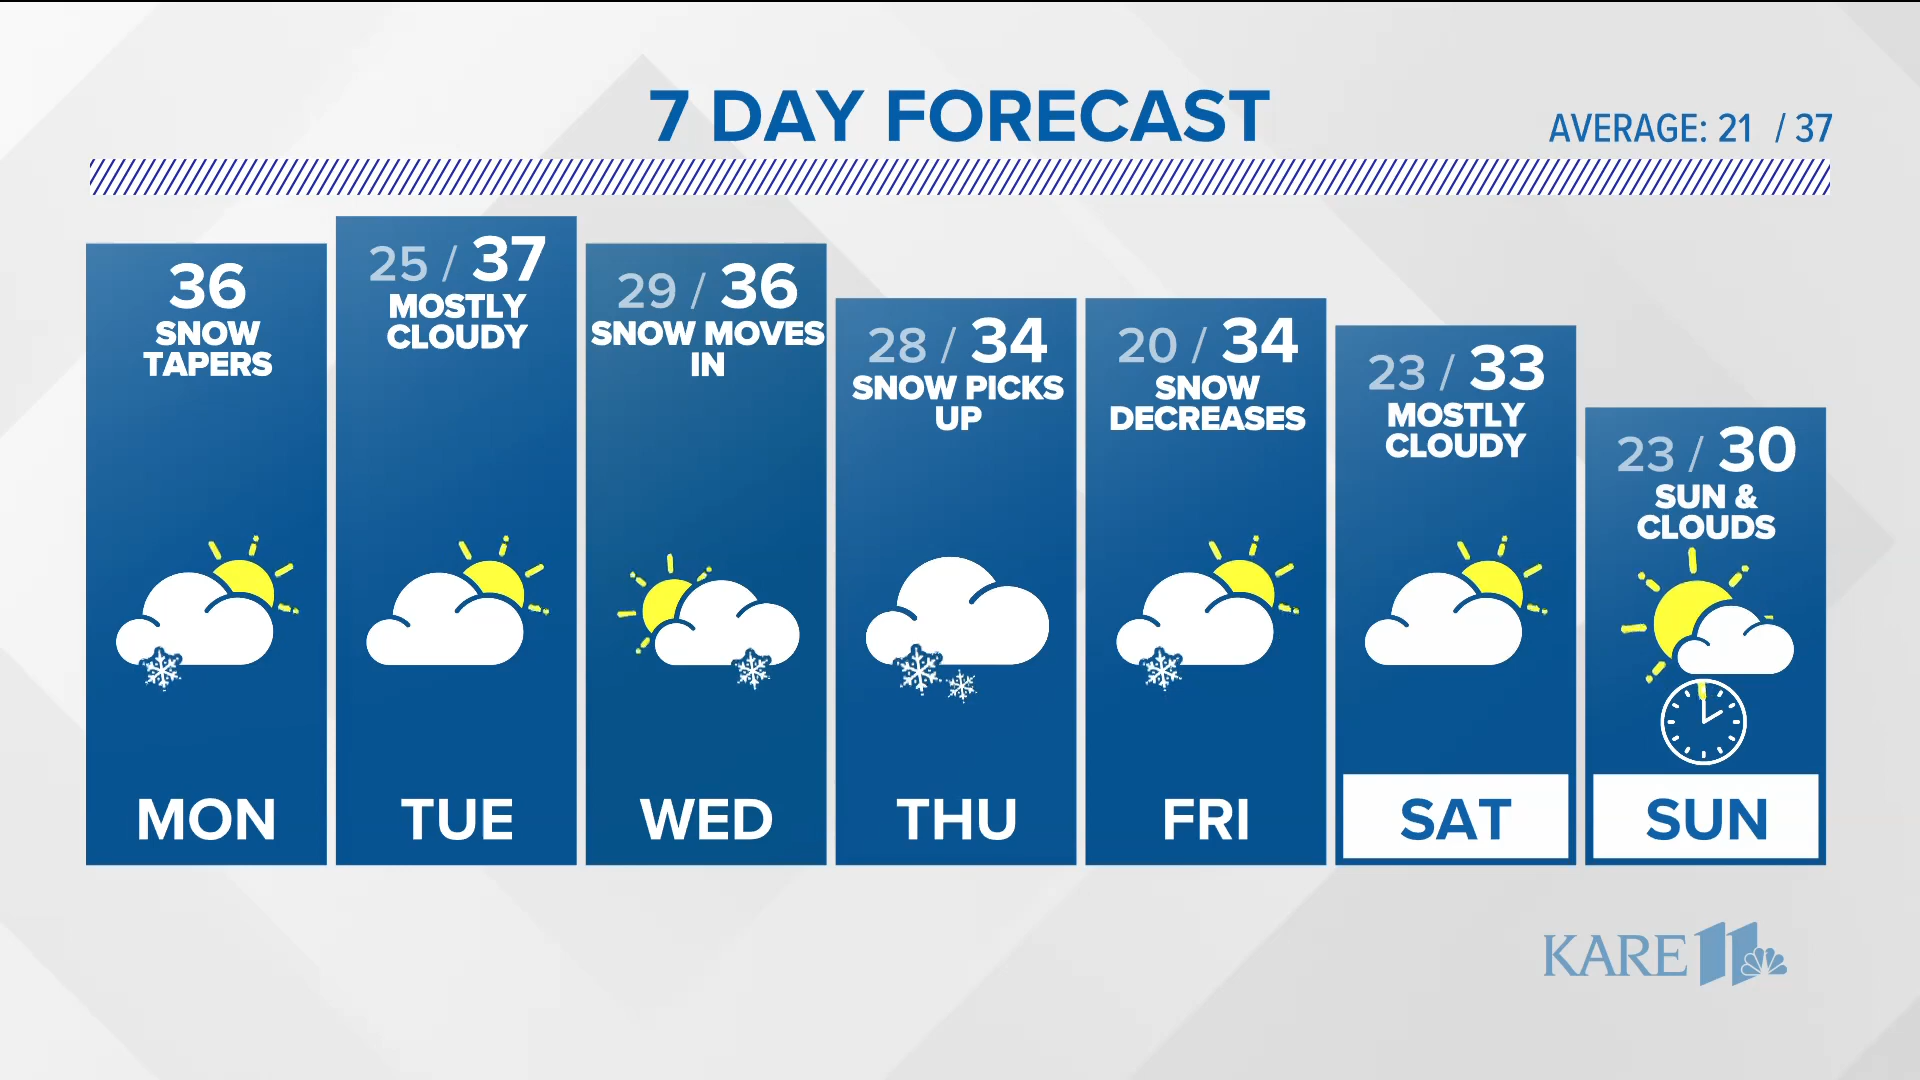 7 DAY FORECAST
AVERAGE: 21 / 37
36
SNOW
TAPERS
MON
25 / 37
MOSTLY
CLOUDY
TUE
29 / 36
SNOW MOVES
IN
WED
28 / 34
SNOW PICKS
UP
THU
20 / 34
SNOW
DECREASES
FRI
23 / 33
MOSTLY
CLOUDY
SAT
23 / 30
SUN &
CLOUDS
SUN
KARE 11